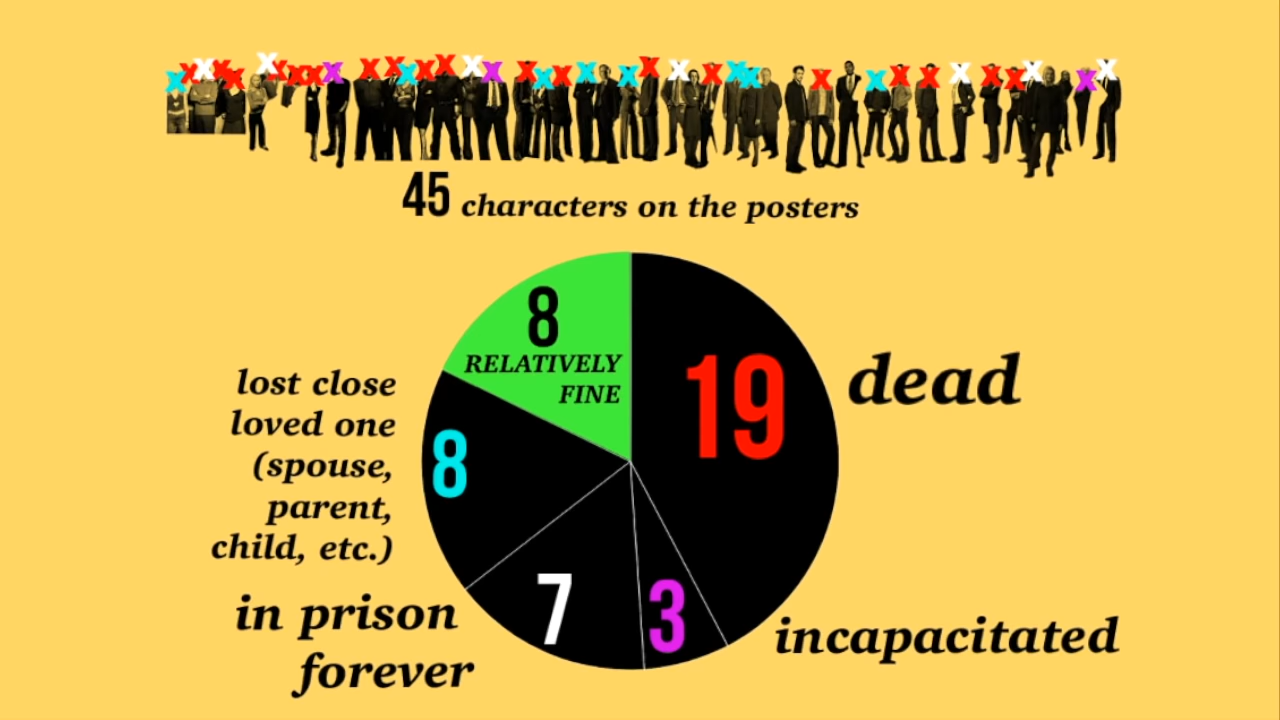 45 characters on the posters
8
RELATIVELY
FINE
19
dead
lost close
loved one
(spouse,
parent,
child, etc.)
8
in prison
forever
7
3
incapacitated